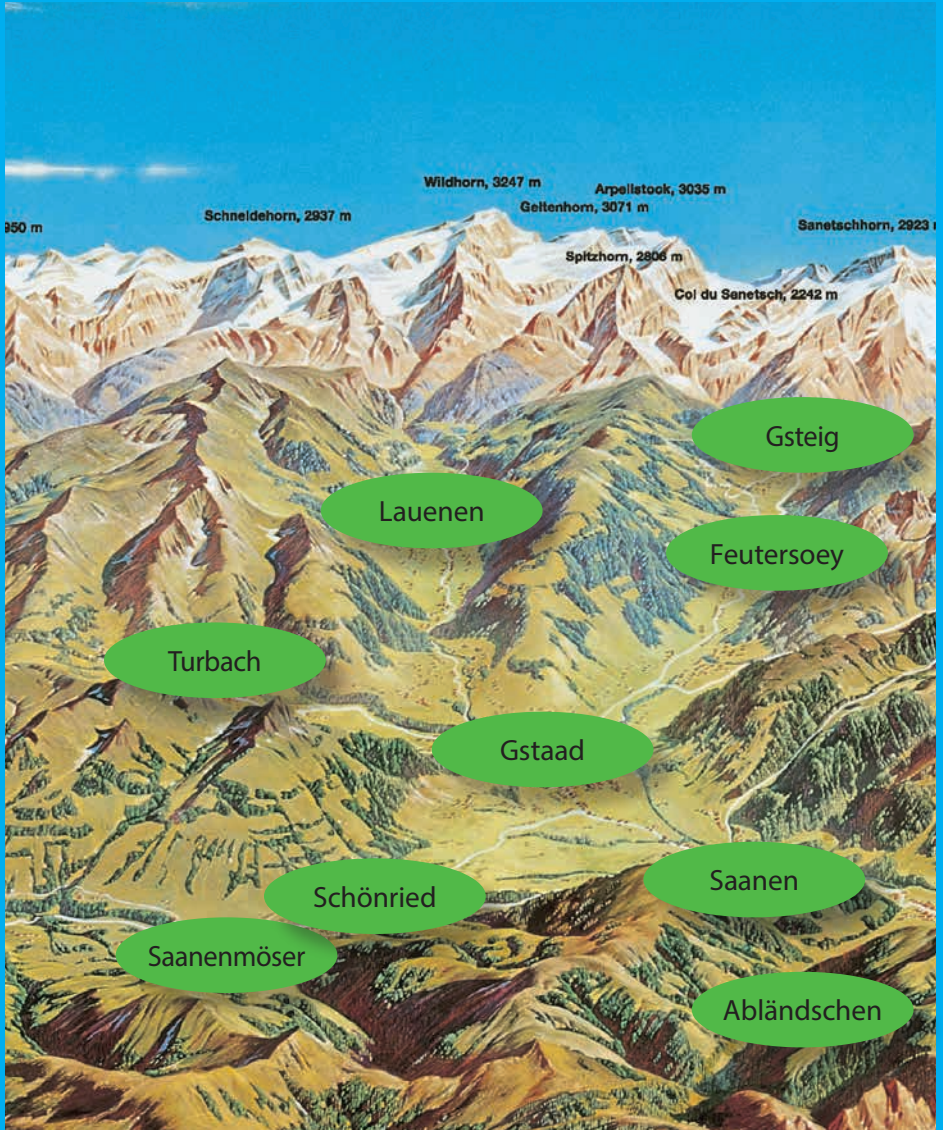 Wildhorn, 3247 m
Arpelistock, 3035 m
Geltenhorn, 3071 m
Schneidehorn, 2937 m
950 m
Sanetschhorn, 2923 m
Spitzhorn, 2806 m
Col du Sanetsch, 2242 m
Gsteig
Lauenen
Feutersoey
Turbach
Gstaad
Saanen
Schönried
Saanenmöser
Abländschen